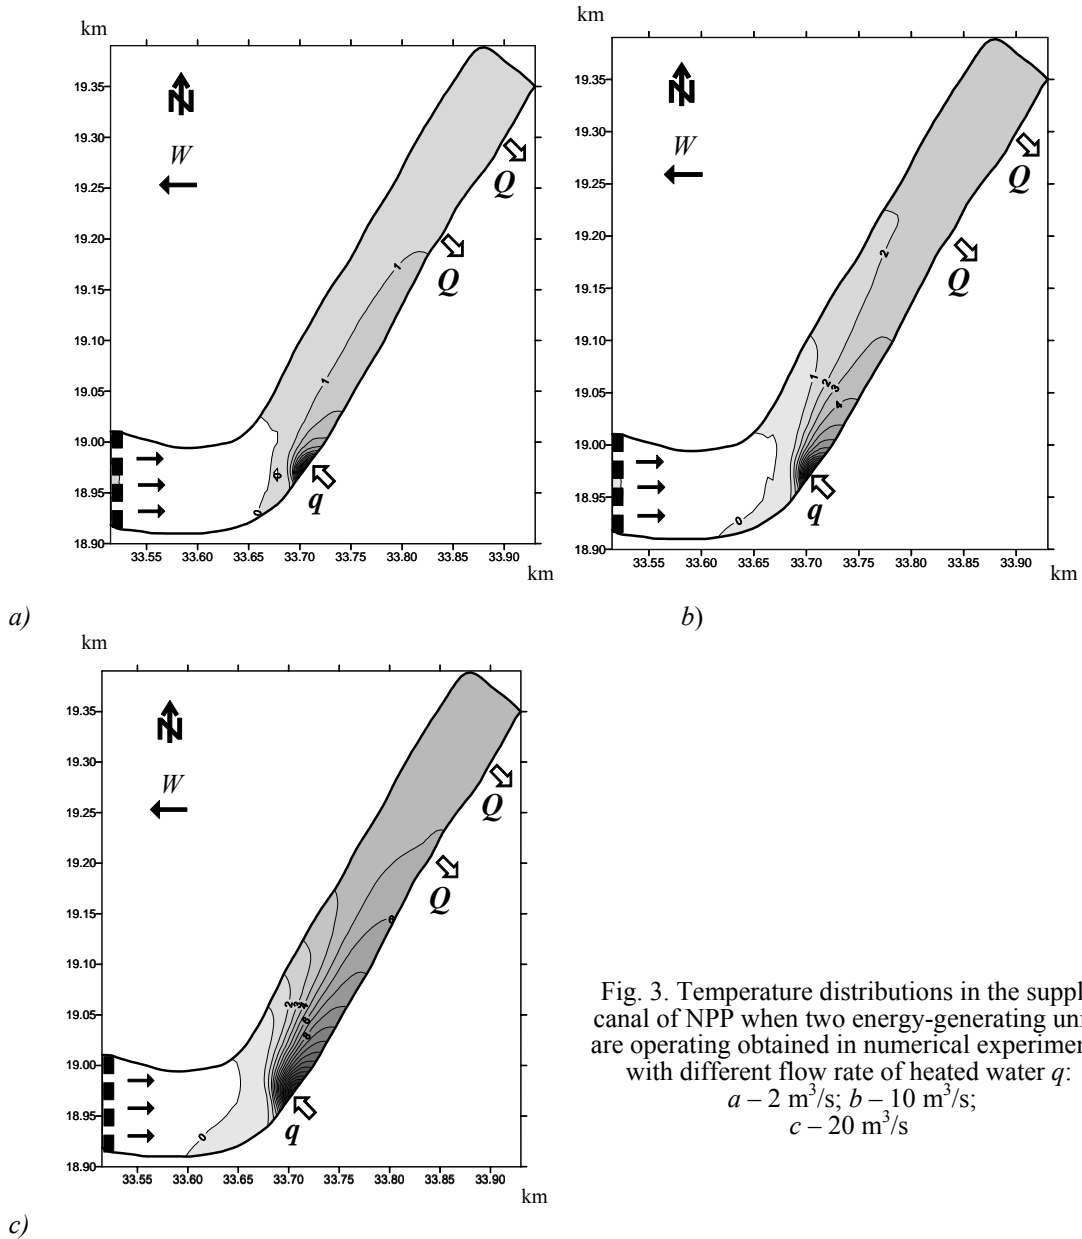 km
19.35
19.30
19.25
19.20
19.15
19.10
19.05
19.00
18.95
18.90
33.55 33.60 33.65 33.70 33.75 33.80 33.85 33.90
km
N
W
Q
Q
q
1
1
0
a)
km
19.35
19.30
19.25
19.20
19.15
19.10
19.05
19.00
18.95
18.90
33.55 33.60 33.65 33.70 33.75 33.80 33.85 33.90
km
N
W
Q
Q
q
2
1 2 3
4
0
b)
km
19.35
19.30
19.25
19.20
19.15
19.10
19.05
19.00
18.95
18.90
33.55 33.60 33.65 33.70 33.75 33.80 33.85 33.90
km
N
W
Q
Q
q
2 3 4
0
c)
Fig. 3. Temperature distributions in the suppl
canal of NPP when two energy-generating uni
are operating obtained in numerical experimen
with different flow rate of heated water q:
a – 2 m³/s; b – 10 m³/s;
c – 20 m³/s